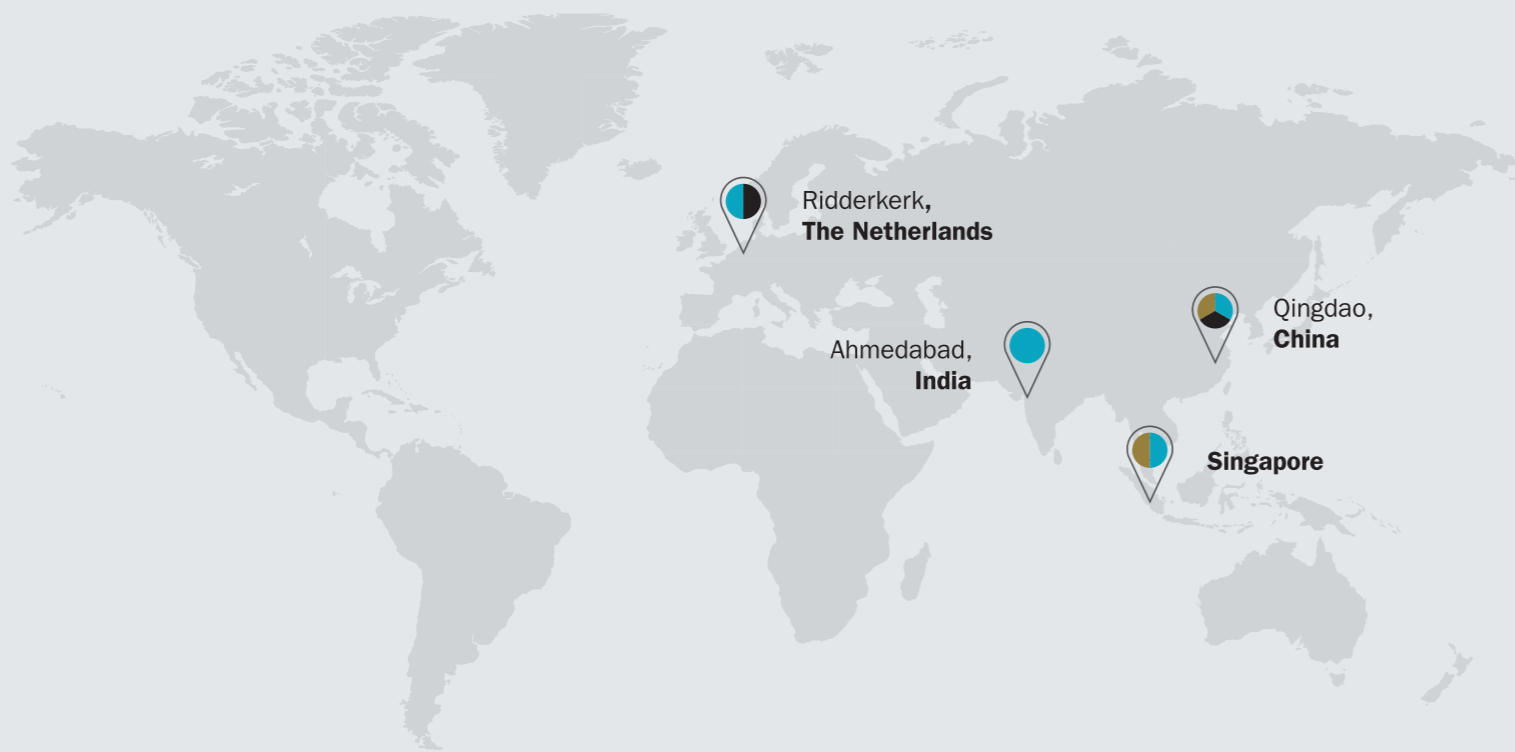 Ridderkerk,
The Netherlands
Qingdao,
China
Ahmedabad,
India
Singapore